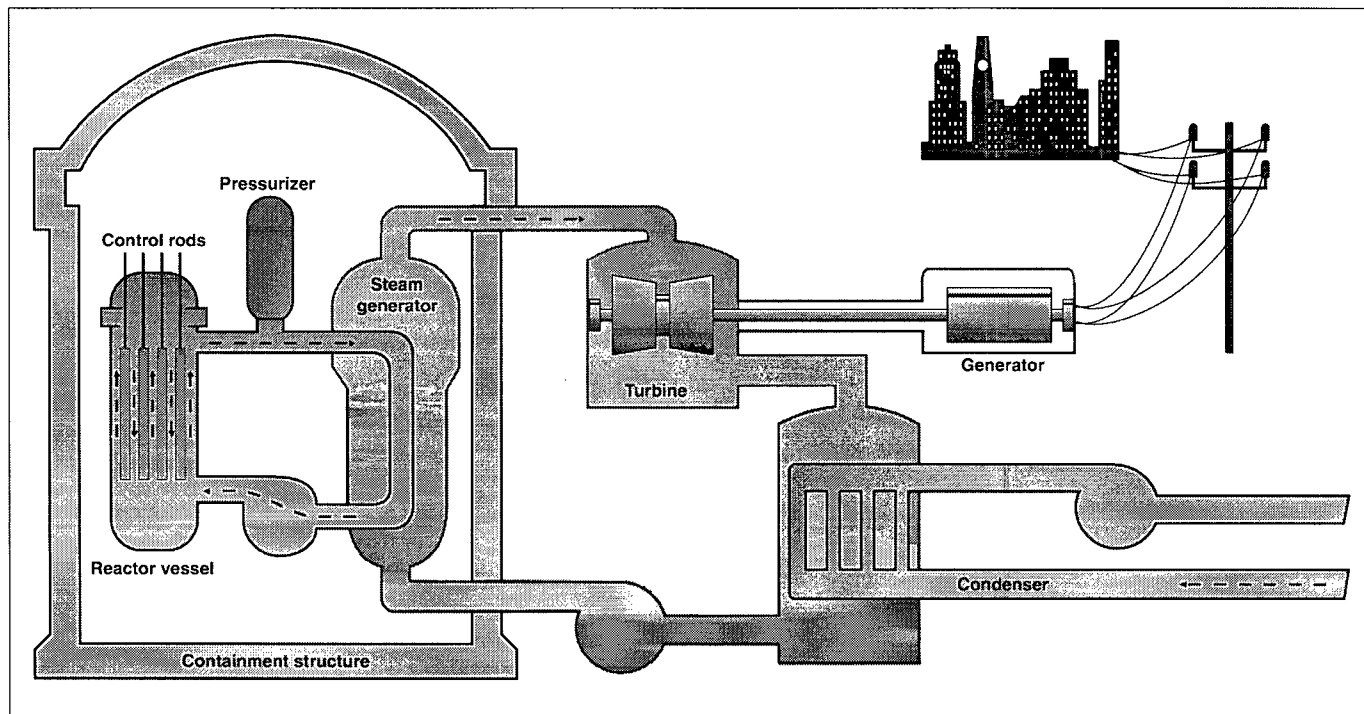 Pressurizer
Control rods
Steam
generator
Generator
Turbine
Reactor vessel
Condenser
Containment structure